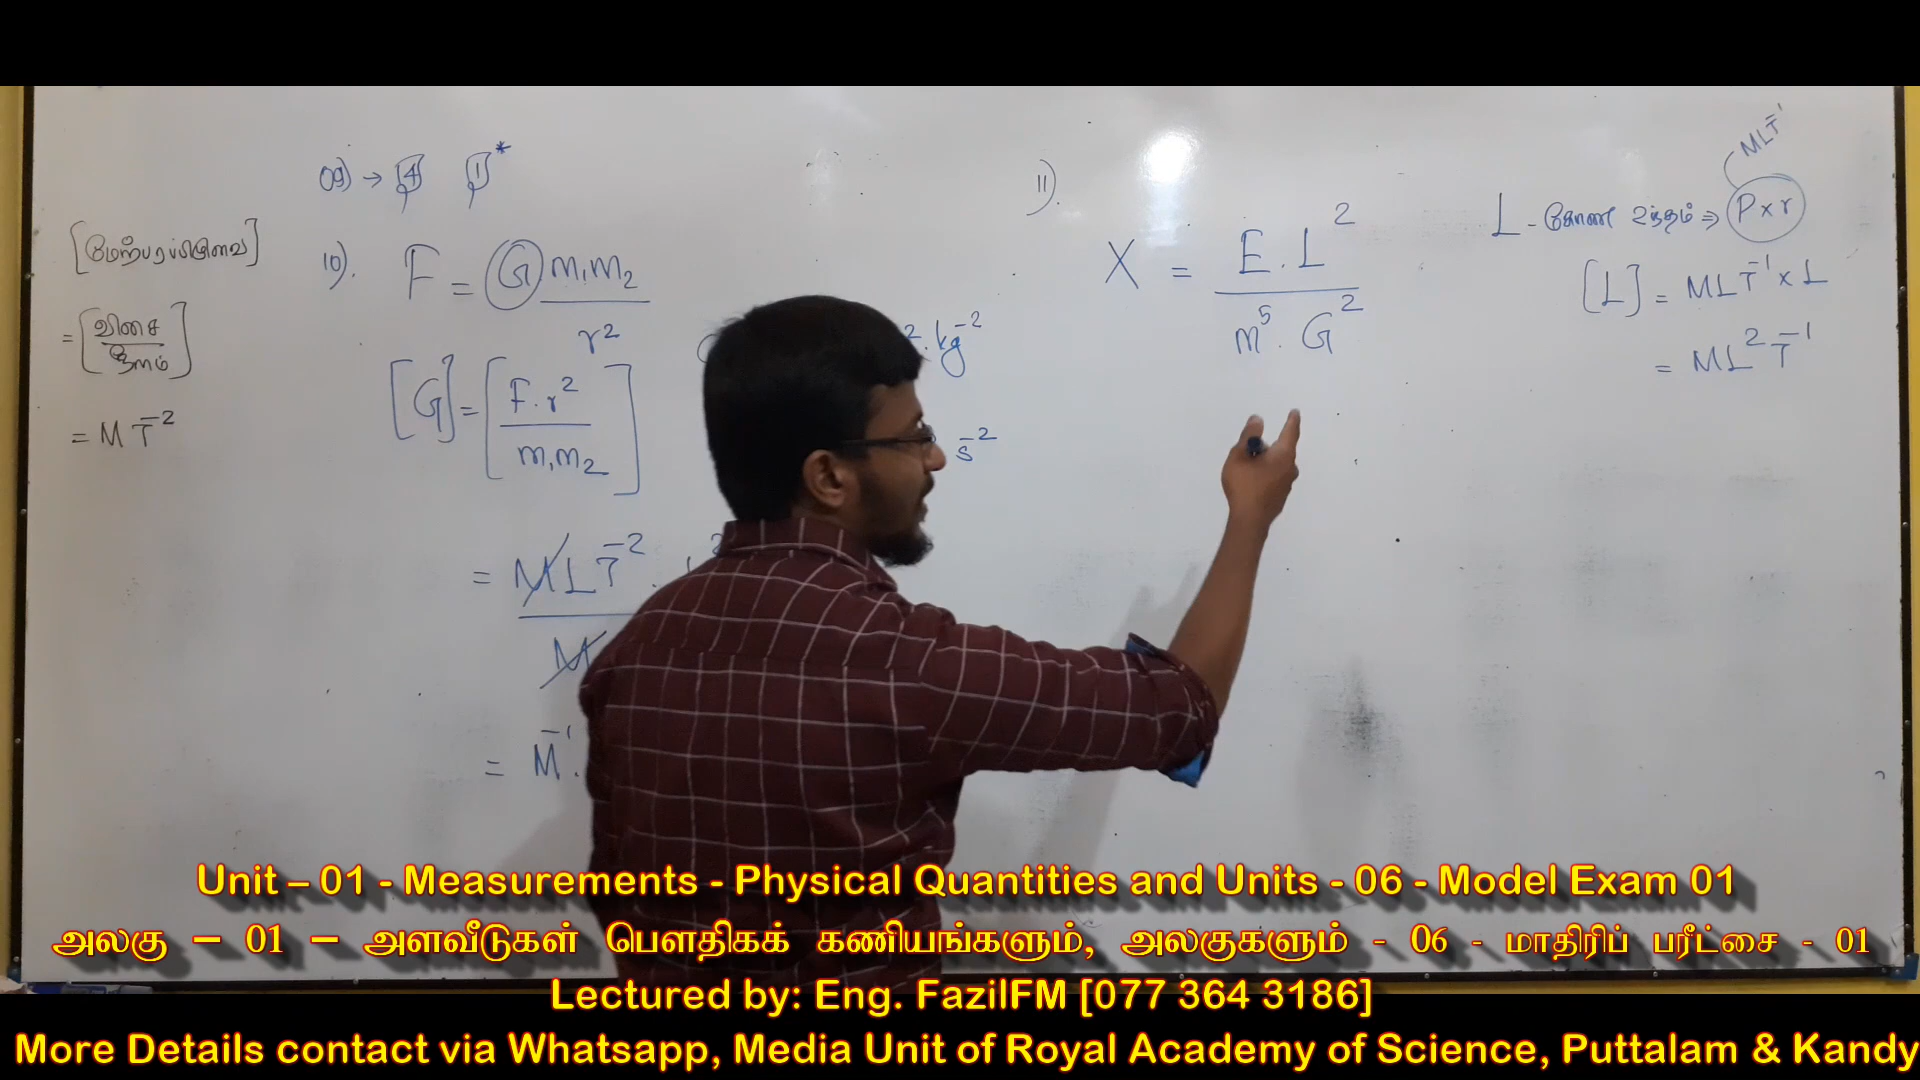 09) → 4 1*
[மேற்பரப்பிழுவை]
= [விசை / நீளம்]
= M T⁻²
10). F = G m₁m₂ / r²
[G] = [F . r² / m₁m₂]
² . kg⁻²
s⁻²
= M L T⁻² . L²
M
= M⁻¹ .
11).
X = E . L² / m⁵ . G²
MLT⁻¹
L - கோண உந்தம் ⇒ P × r
[L] = MLT⁻¹ × L
= ML²T⁻¹
Unit – 01 - Measurements - Physical Quantities and Units - 06 - Model Exam 01
அலகு – 01 – அளவீடுகள் பௌதிகக் கணியங்களும், அலகுகளும் - 06 - மாதிரிப் பரீட்சை - 01
Lectured by: Eng. FazilFM [077 364 3186]
More Details contact via Whatsapp, Media Unit of Royal Academy of Science, Puttalam & Kandy